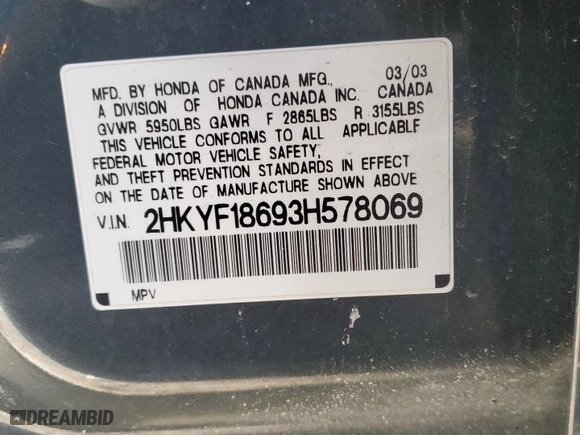 MFD. BY HONDA OF CANADA MFG., 03/03
A DIVISION OF HONDA CANADA INC. CANADA
GVWR 5950LBS GAWR F 2865LBS R 3155LBS
THIS VEHICLE CONFORMS TO ALL APPLICABLE
FEDERAL MOTOR VEHICLE SAFETY,
AND THEFT PREVENTION STANDARDS IN EFFECT
ON THE DATE OF MANUFACTURE SHOWN ABOVE
V.I.N. 2HKYF18693H578069
MPV
DREAMBID